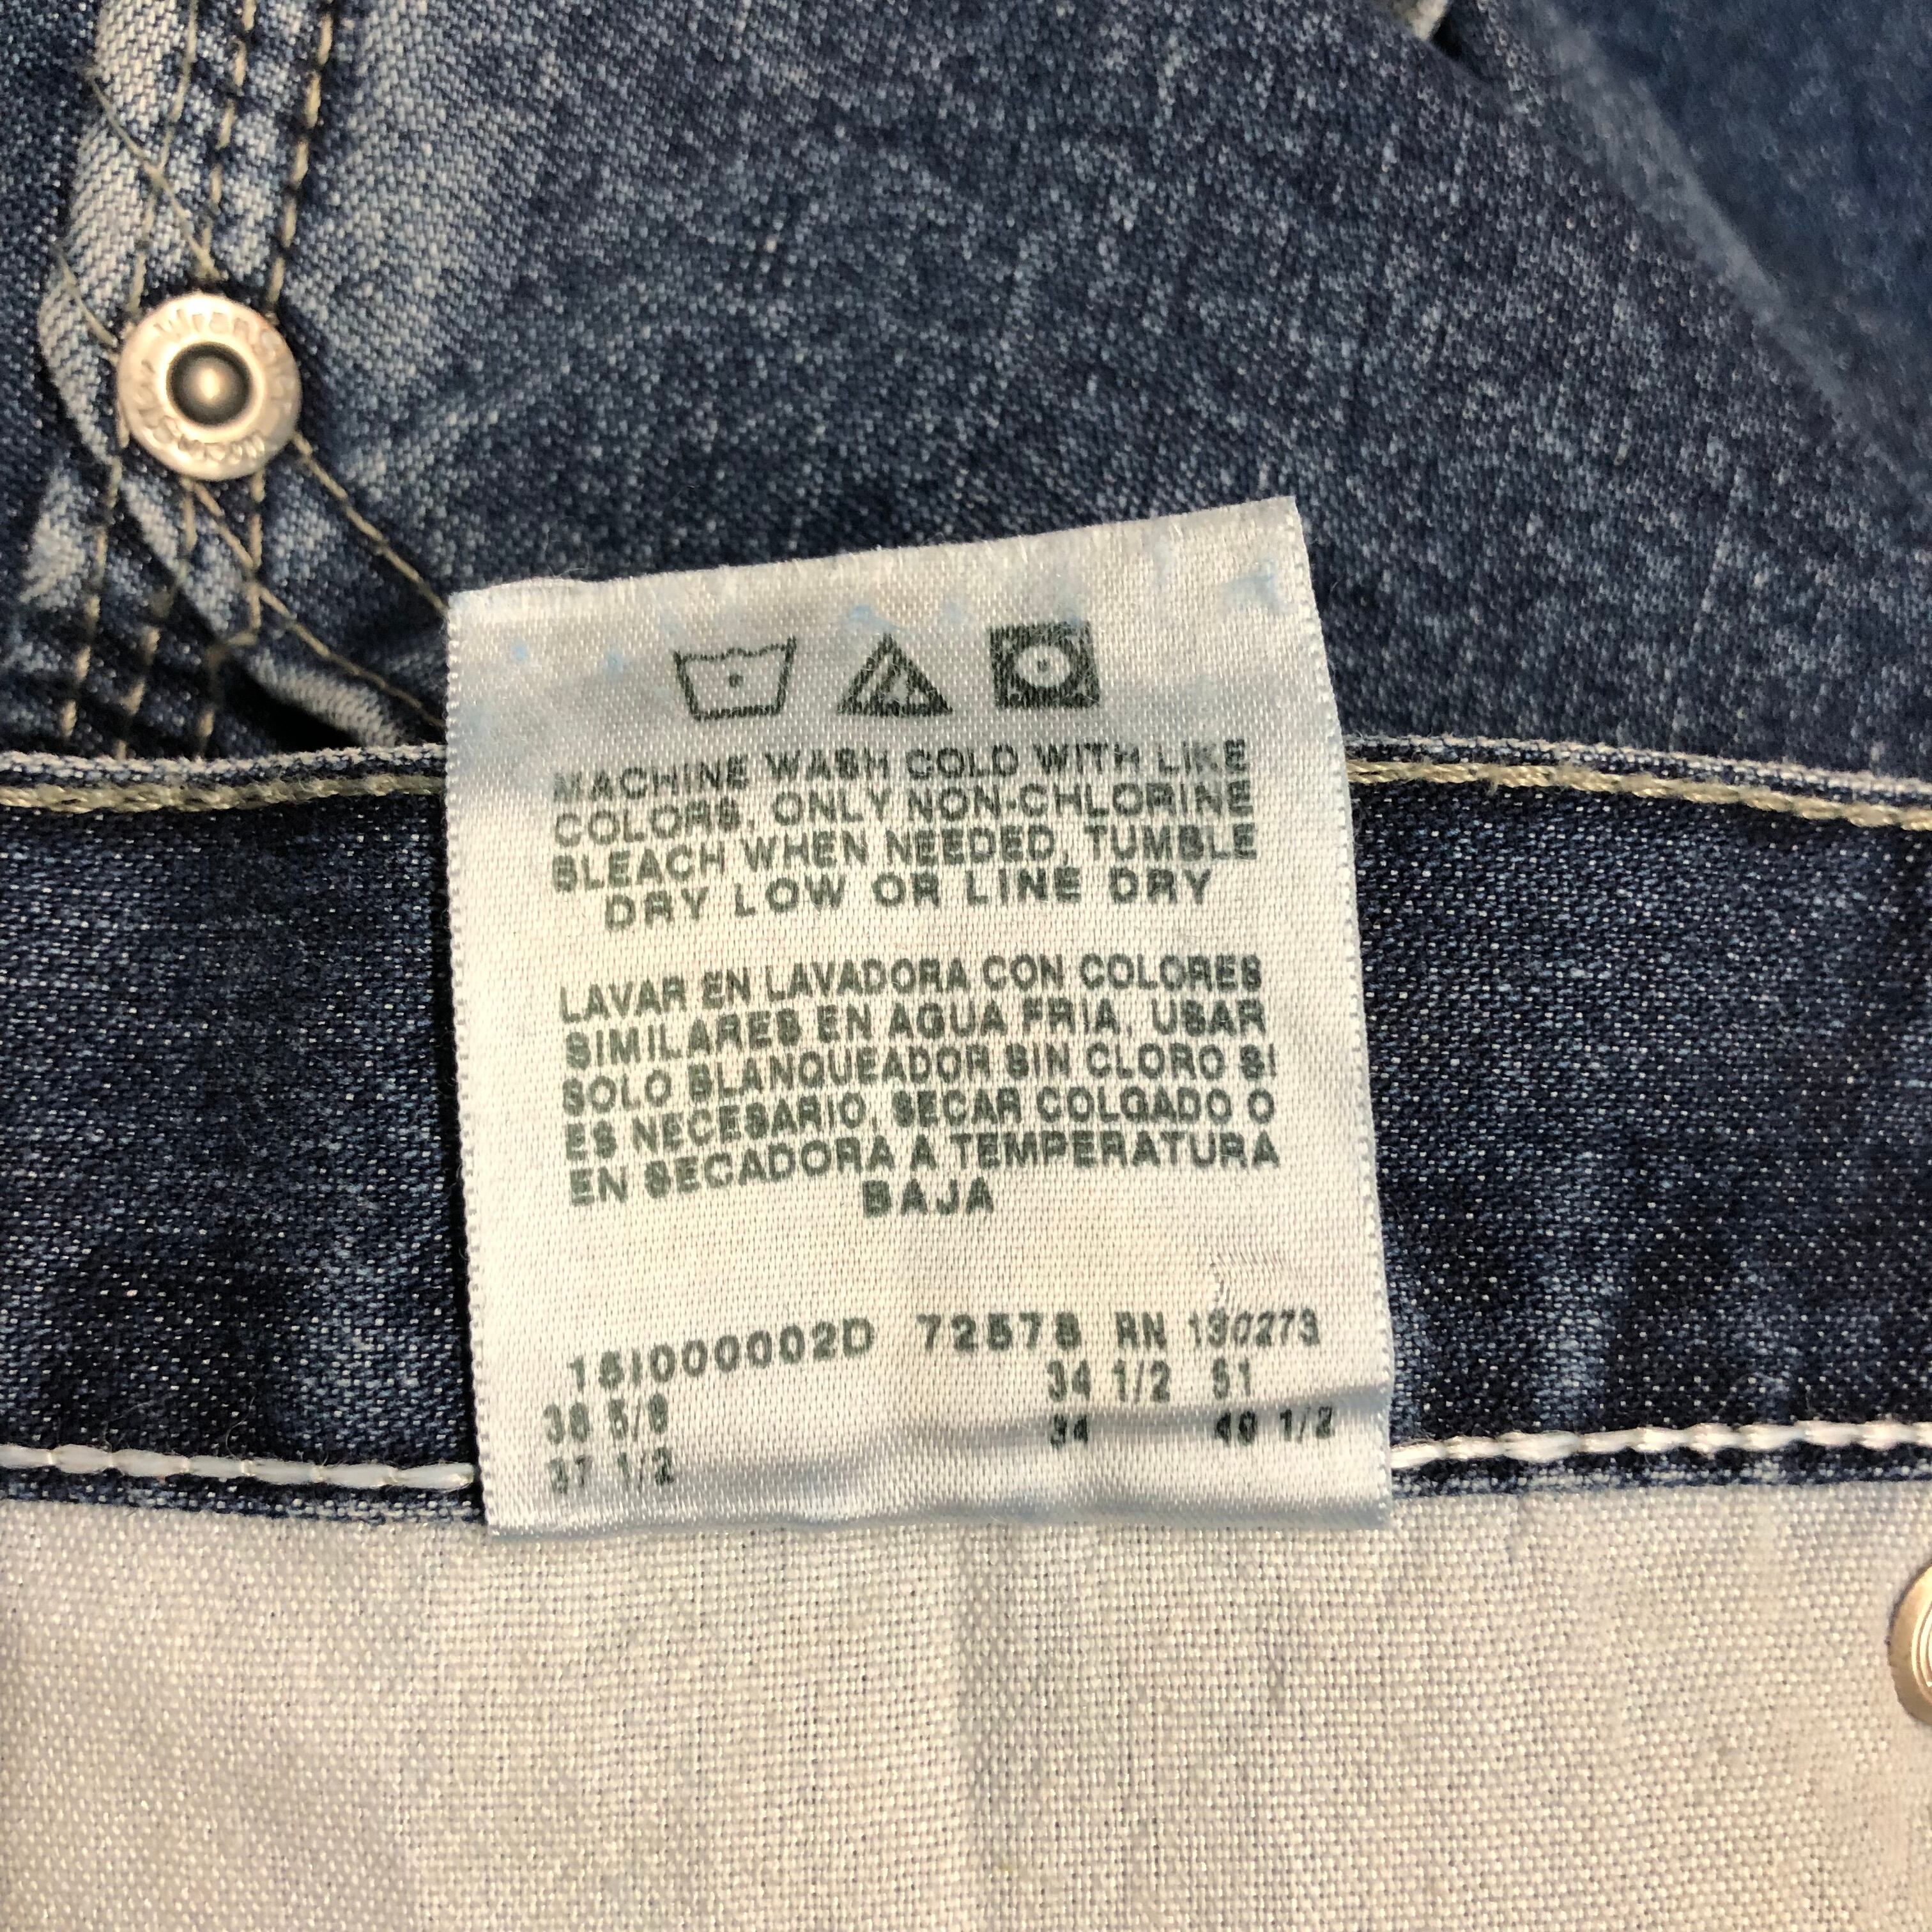 Wrangler
MACHINE WASH COLD WITH LIKE
COLORS, ONLY NON-CHLORINE
BLEACH WHEN NEEDED, TUMBLE
DRY LOW OR LINE DRY
LAVAR EN LAVADORA CON COLORES
SIMILARES EN AGUA FRIA, USAR
SOLO BLANQUEADOR SIN CLORO SI
ES NECESARIO, SECAR COLGADO O
EN SECADORA A TEMPERATURA
BAJA
72578 RN 130273
34 1/2 51
34
37 1/2